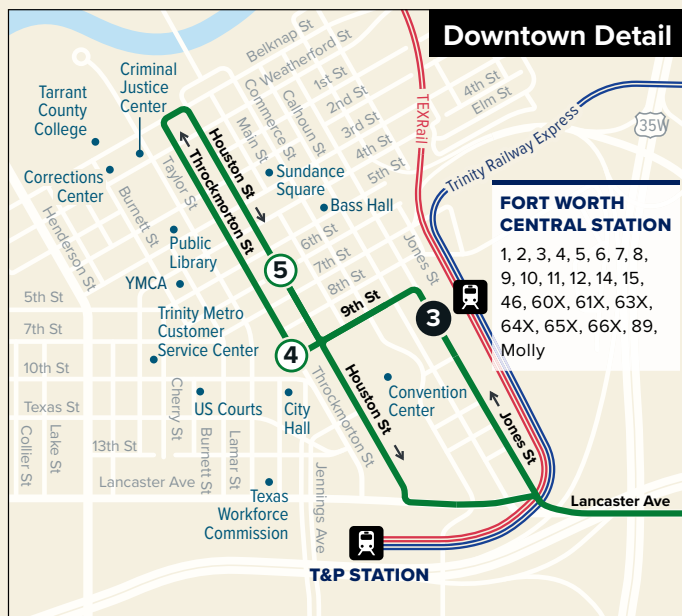 Downtown Detail
Belknap St
Weatherford St
1st St
2nd St
3rd St
4th St
5th St
Commerce St
Calhoun St
Main St
4th St
Elm St
TEXRail
Trinity Railway Express
35W
Criminal
Justice
Center
Tarrant
County
College
Corrections
Center
Houston St
Throckmorton St
Taylor St
Burnett St
Henderson St
Sundance
Square
Bass Hall
FORT WORTH
CENTRAL STATION
1, 2, 3, 4, 5, 6, 7, 8,
9, 10, 11, 12, 14, 15,
46, 60X, 61X, 63X,
64X, 65X, 66X, 89,
Molly
Public
Library
YMCA
6th St
7th St
8th St
9th St
Jones St
5
3
4
5th St
7th St
10th St
Texas St
13th St
Lancaster Ave
Trinity Metro
Customer
Service Center
US Courts
City
Hall
Convention
Center
Houston St
Throckmorton St
Jones St
Cherry St
Burnett St
Lamar St
Collier St
Lake St
Jennings Ave
Texas
Workforce
Commission
Lancaster Ave
T&P STATION